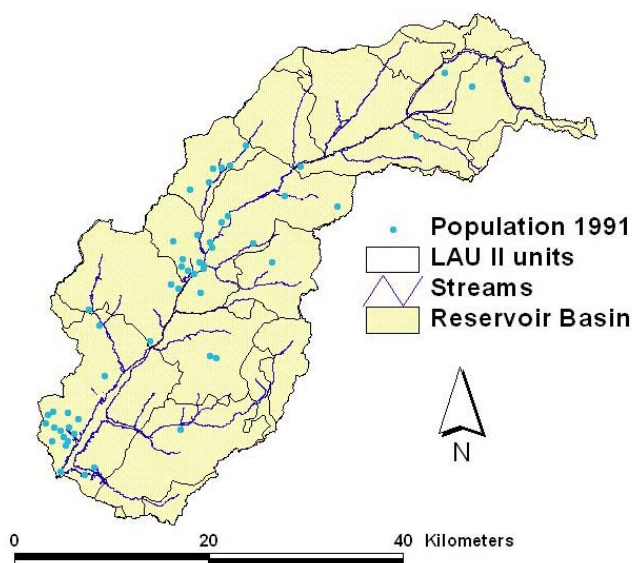 Population 1991
LAU II units
Streams
Reservoir Basin
N
0 20 40 Kilometers